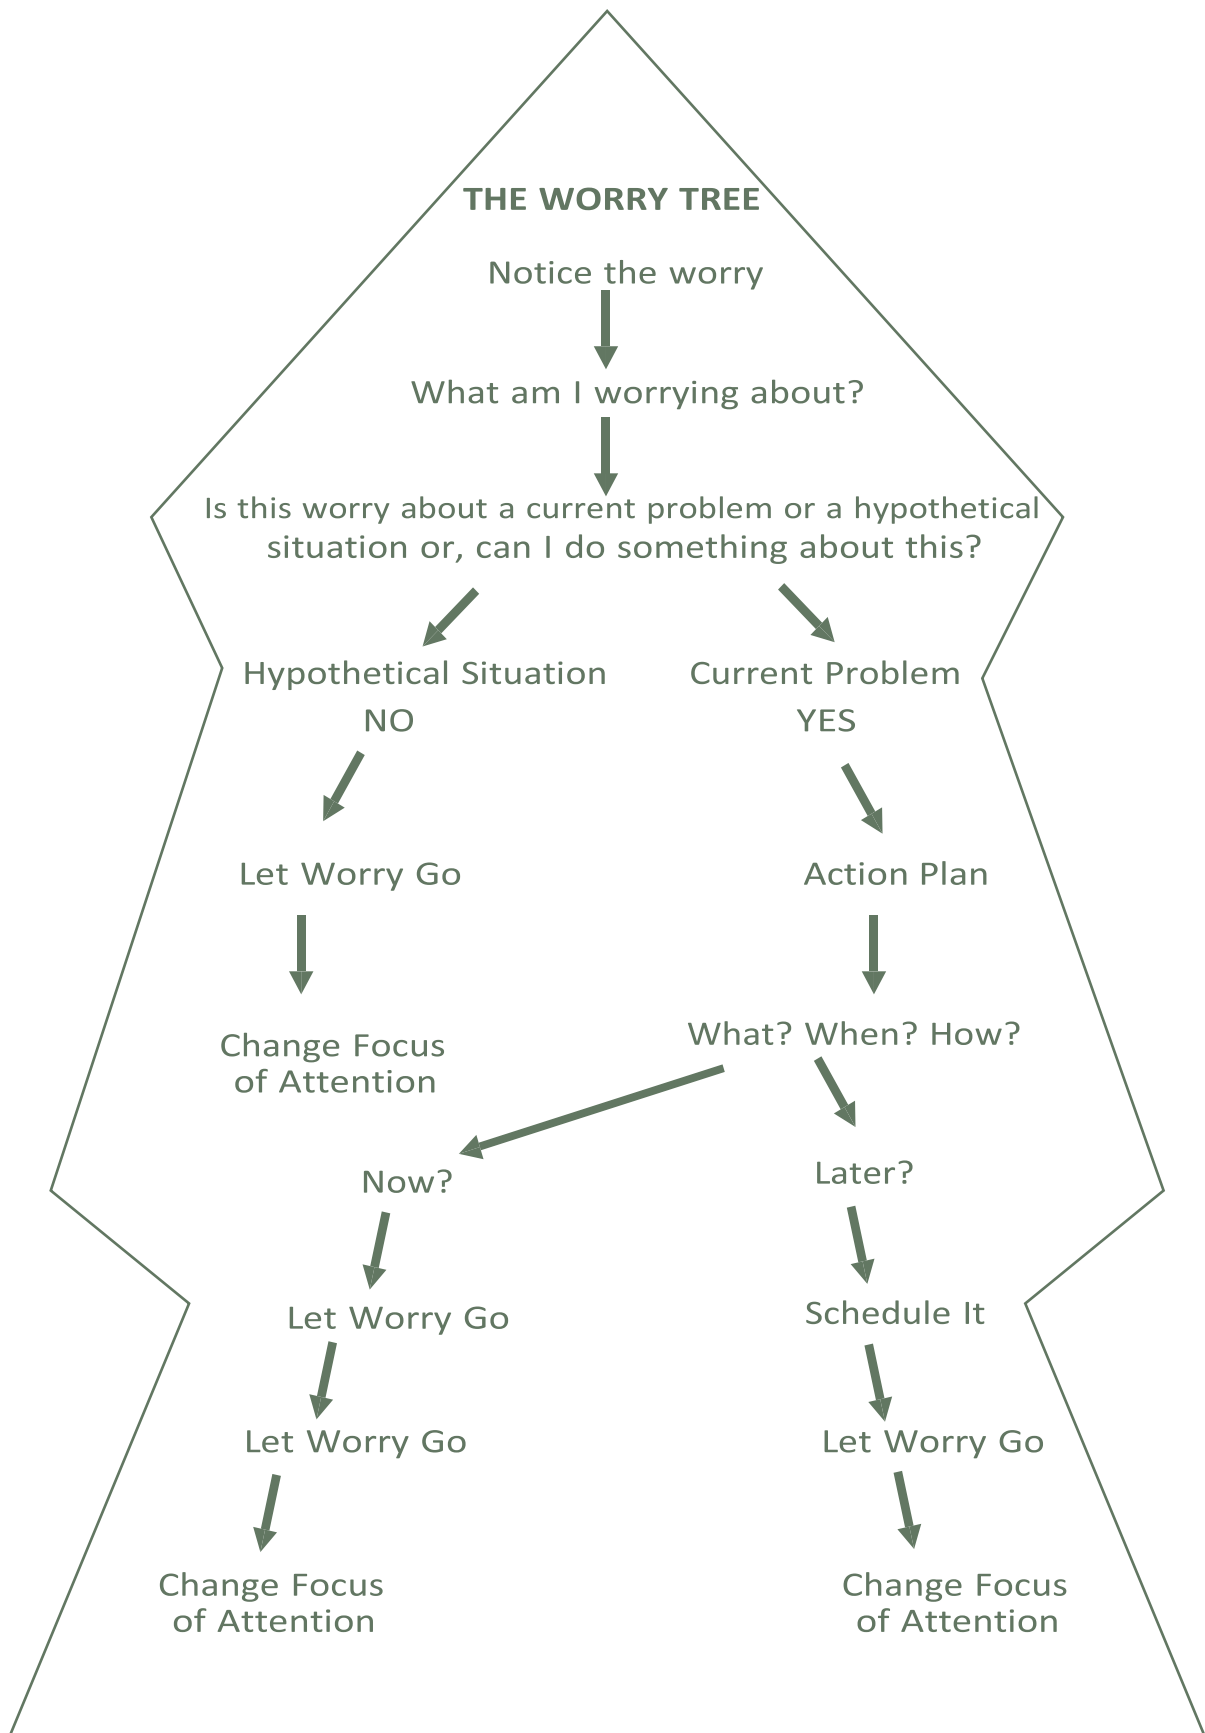 THE WORRY TREE
Notice the worry
What am I worrying about?
Is this worry about a current problem or a hypothetical
situation or, can I do something about this?
Hypothetical Situation
NO
Current Problem
YES
Let Worry Go
Action Plan
Change Focus
of Attention
What? When? How?
Now?
Later?
Let Worry Go
Schedule It
Let Worry Go
Let Worry Go
Change Focus
of Attention
Change Focus
of Attention